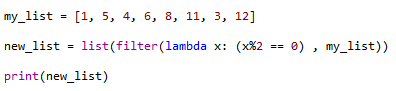 my_list = [1, 5, 4, 6, 8, 11, 3, 12]
new_list = list(filter(lambda x: (x%2 == 0) , my_list))
print(new_list)